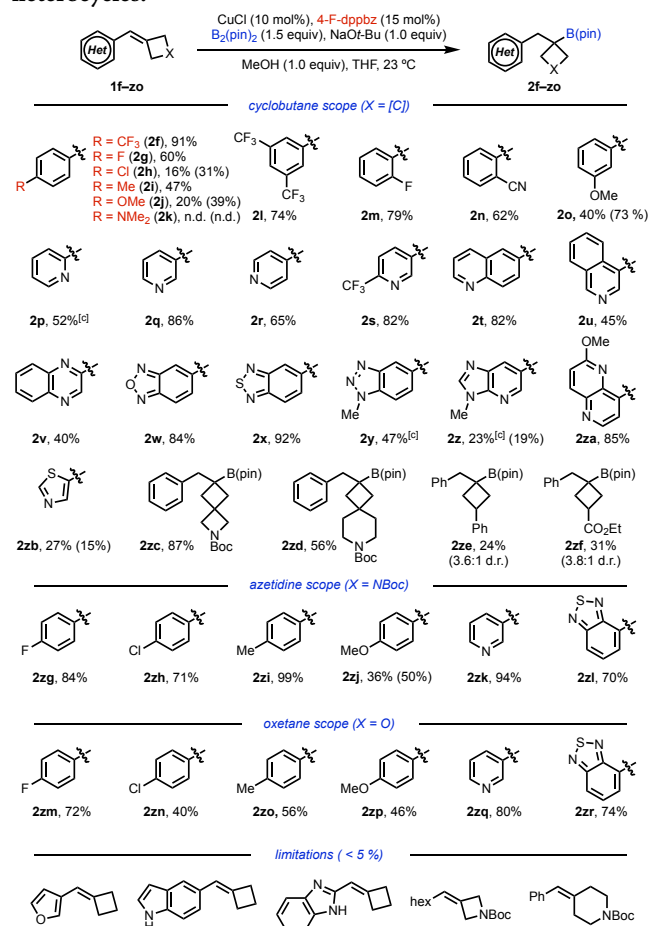 CuCl (10 mol%), 4-F-dppbz (15 mol%)
B2(pin)2 (1.5 equiv), NaOt-Bu (1.0 equiv)
MeOH (1.0 equiv), THF, 23 ºC
Het
X
1f–zo
Het
B(pin)
X
2f–zo
cyclobutane scope (X = [C])
R
R = CF3 (2f), 91%
R = F (2g), 60%
R = Cl (2h), 16% (31%)
R = Me (2i), 47%
R = OMe (2j), 20% (39%)
R = NMe2 (2k), n.d. (n.d.)
CF3
CF3
2l, 74%
F
2m, 79%
CN
2n, 62%
OMe
2o, 40% (73 %)
N
2p, 52%[c]
N
2q, 86%
N
2r, 65%
CF3
N
2s, 82%
N
2t, 82%
N
2u, 45%
N
N
2v, 40%
N
O
N
2w, 84%
N
S
N
2x, 92%
N
N
N
Me
2y, 47%[c]
N
N
Me
N
2z, 23%[c] (19%)
OMe
N
N
2za, 85%
S
N
2zb, 27% (15%)
B(pin)
N
Boc
2zc, 87%
B(pin)
N
Boc
2zd, 56%
Ph
B(pin)
Ph
2ze, 24%
(3.6:1 d.r.)
Ph
B(pin)
CO2Et
2zf, 31%
(3.8:1 d.r.)
azetidine scope (X = NBoc)
F
2zg, 84%
Cl
2zh, 71%
Me
2zi, 99%
MeO
2zj, 36% (50%)
N
2zk, 94%
S
N
N
2zl, 70%
oxetane scope (X = O)
F
2zm, 72%
Cl
2zn, 40%
Me
2zo, 56%
MeO
2zp, 46%
N
2zq, 80%
S
N
N
2zr, 74%
limitations ( < 5 %)
O
N
H
N
NH
hex
NBoc
Ph
NBoc